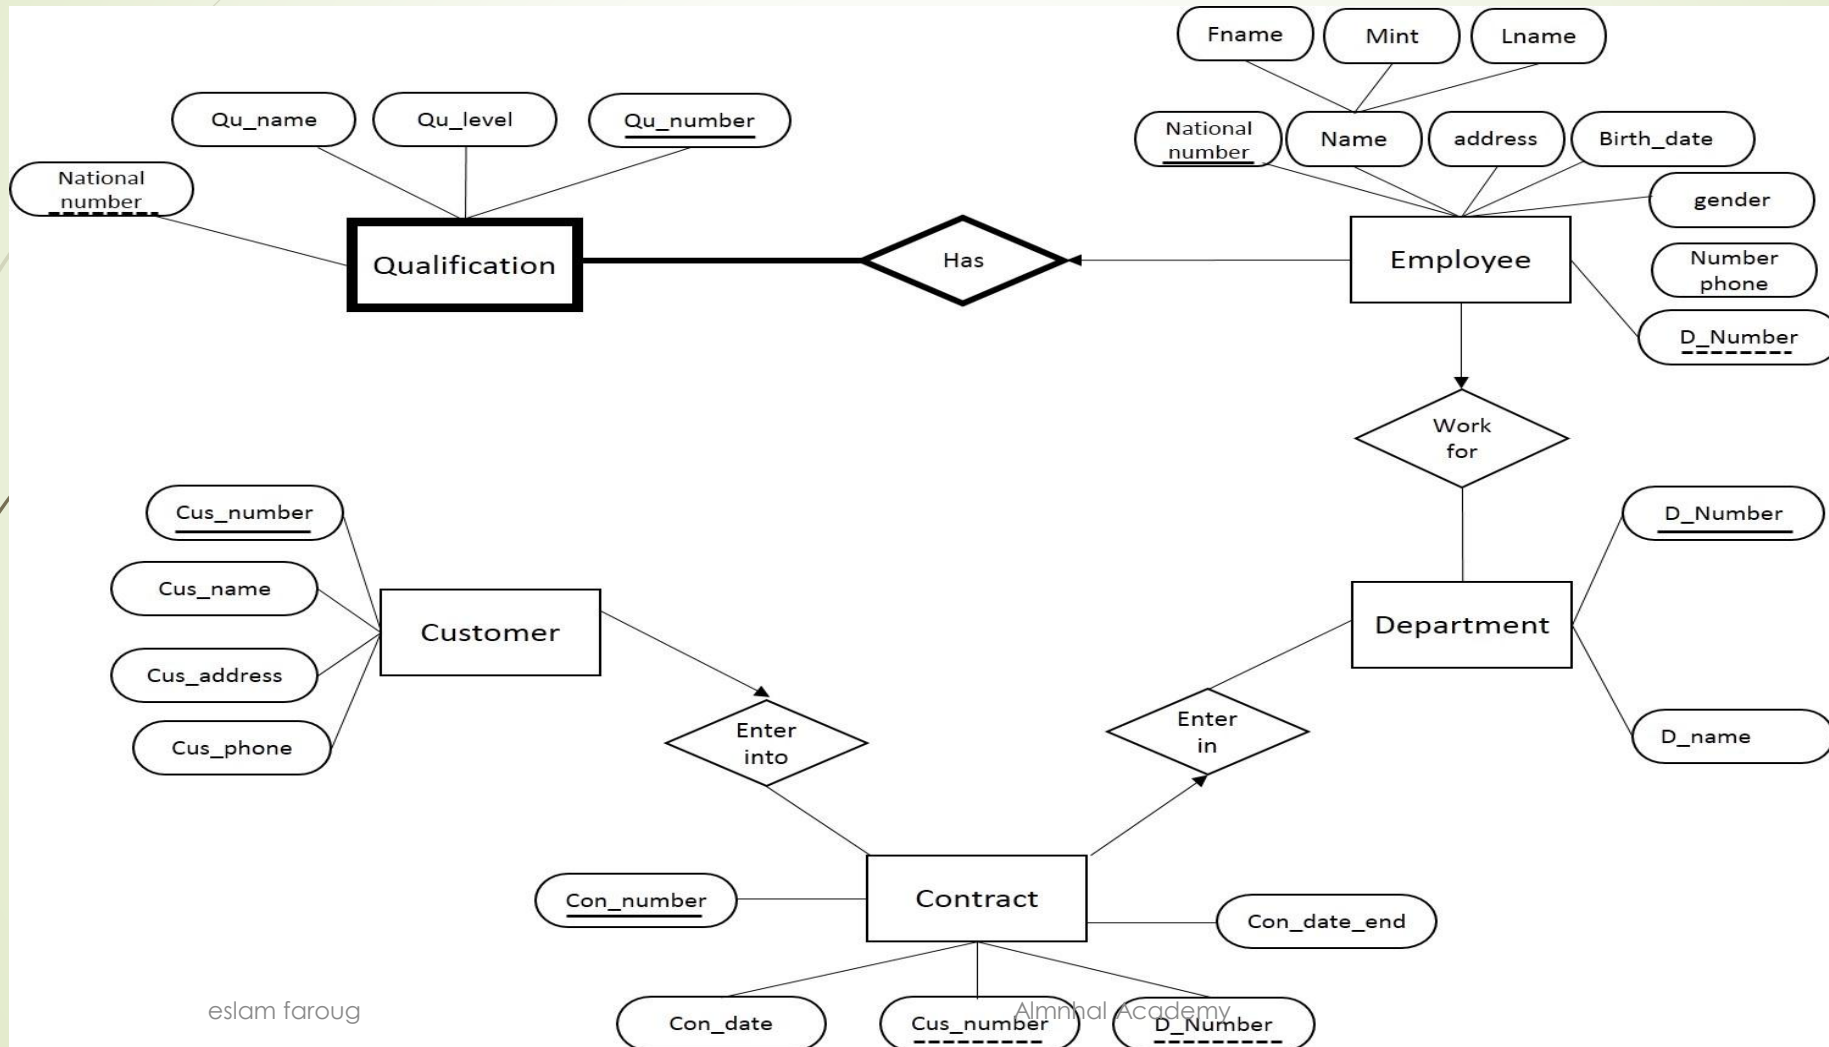 Fname
Mint
Lname
Qu_name
Qu_level
Qu_number
National
number
Name
address
Birth_date
National
number
gender
Qualification
Has
Employee
Number
phone
D_Number
Work
for
Cus_number
D_Number
Cus_name
Customer
Department
Cus_address
Enter
into
Enter
in
Cus_phone
D_name
Con_number
Contract
Con_date_end
eslam faroug
Almnhal Academy
Con_date
Cus_number
D_Number